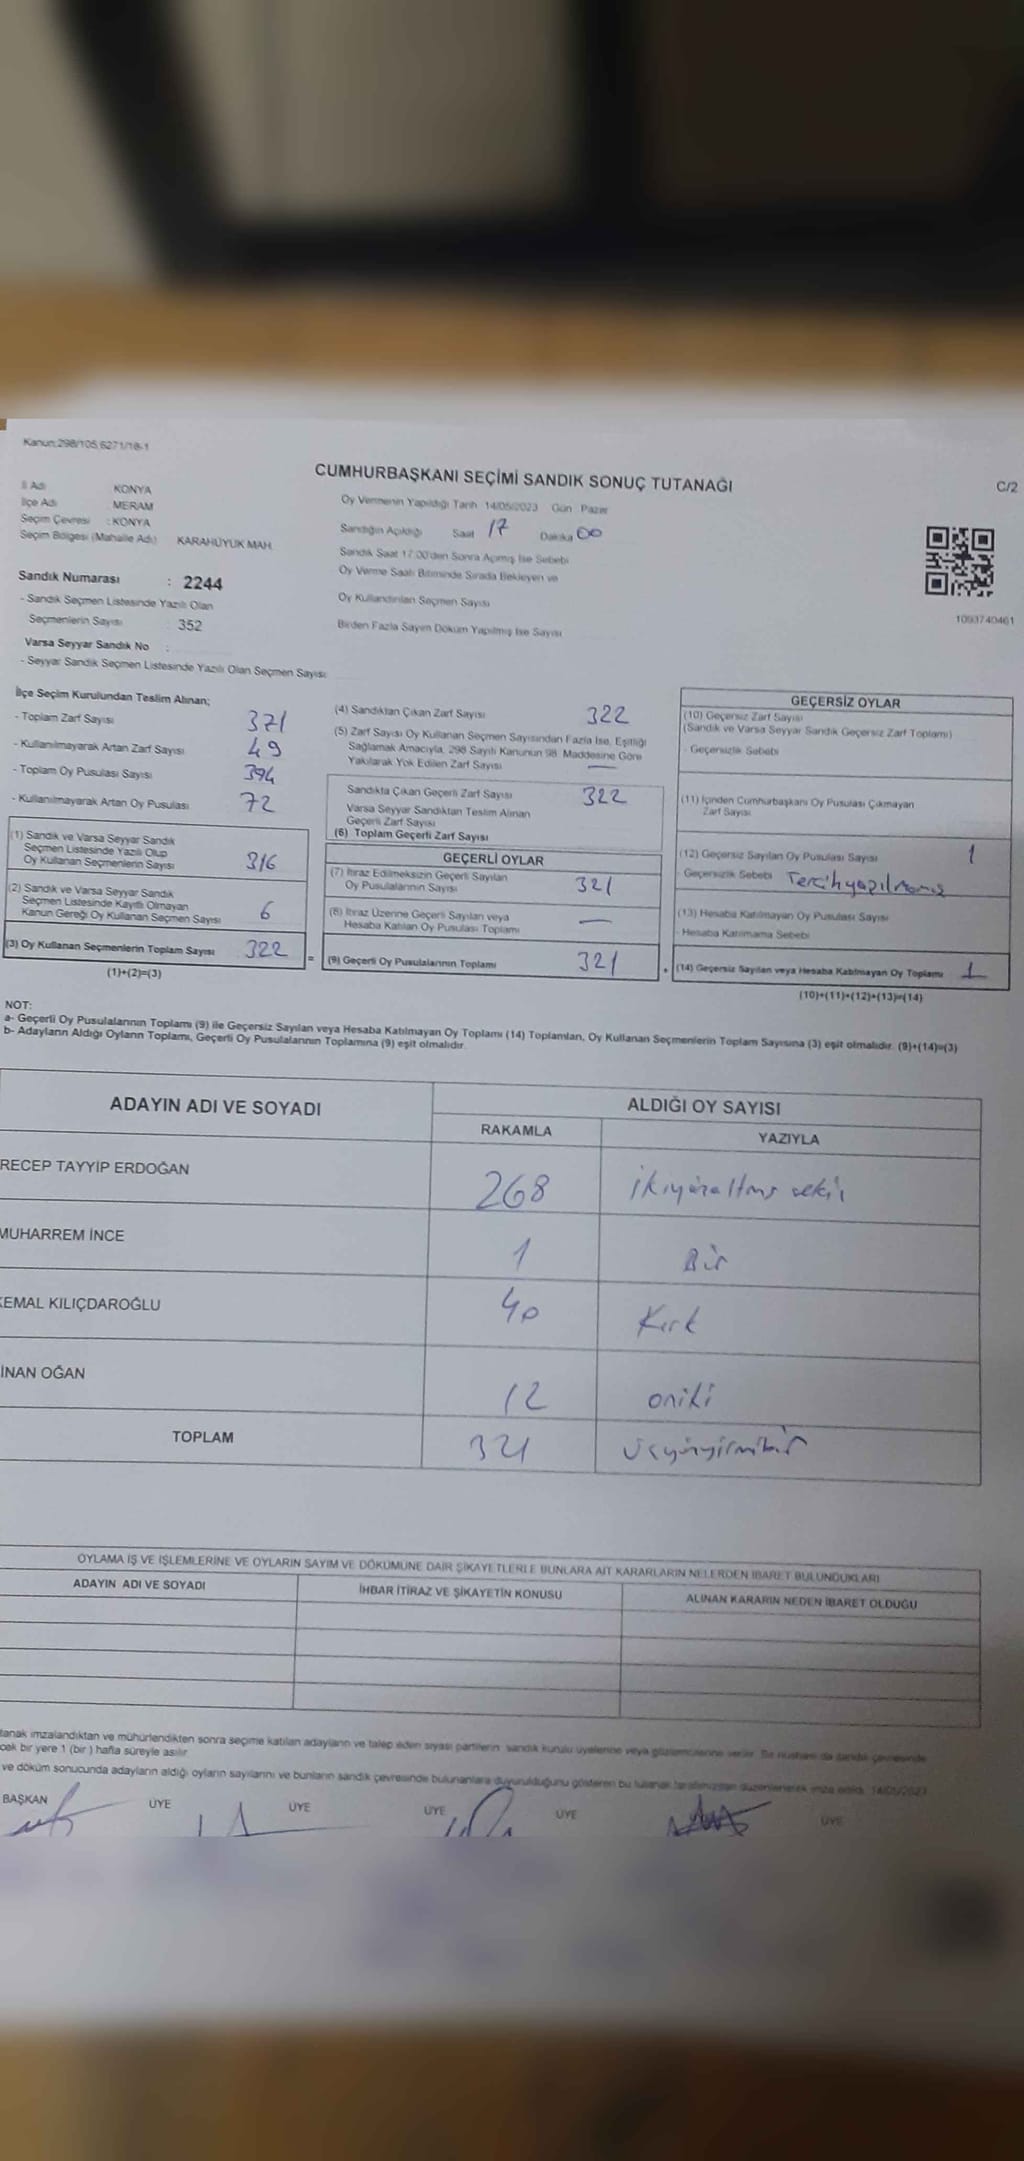 Kanun:298/105,6271/18-1
CUMHURBAŞKANI SEÇİMİ SANDIK SONUÇ TUTANAĞI
C/2
İl Adı KONYA
İlçe Adı : MERAM
Seçim Çevresi : KONYA
Seçim Bölgesi (Mahalle Adı) KARAHÜYÜK MAH.
Oy Vermenin Yapıldığı Tarih 14/05/2023 Gün Pazar
Sandığın Açıldığı Saat 17 Dakika 00
Sandık Saat 17:00'den Sonra Açımış İse Sebebi
Oy Verme Saati Bitiminde Sırada Bekleyen ve
Oy Kullandırılan Seçmen Sayısı
Birden Fazla Sayım Döküm Yapılmış İse Sayısı
1093740461
Sandık Numarası : 2244
- Sandık Seçmen Listesinde Yazılı Olan
Seçmenlerin Sayısı 352
Varsa Seyyar Sandık No :
- Seyyar Sandık Seçmen Listesinde Yazılı Olan Seçmen Sayısı:
İlçe Seçim Kurulundan Teslim Alınan;
- Toplam Zarf Sayısı 371
- Kullanılmayarak Artan Zarf Sayısı 49
- Toplam Oy Pusulası Sayısı 394
- Kullanılmayarak Artan Oy Pusulası 72
(1) Sandık ve Varsa Seyyar Sandık
Seçmen Listesinde Yazılı Olup
Oy Kullanan Seçmenlerin Sayısı 316
(2) Sandık ve Varsa Seyyar Sandık
Seçmen Listesinde Kayıtlı Olmayan
Kanun Gereği Oy Kullanan Seçmen Sayısı 6
(3) Oy Kullanan Seçmenlerin Toplam Sayısı 322 =
(1)+(2)=(3)
(4) Sandıktan Çıkan Zarf Sayısı 322
(5) Zarf Sayısı Oy Kullanan Seçmen Sayısından Fazla İse, Eşitliği
Sağlamak Amacıyla, 298 Sayılı Kanunun 98. Maddesine Göre
Yakılarak Yok Edilen Zarf Sayısı —
Sandıkta Çıkan Geçerli Zarf Sayısı 322
Varsa Seyyar Sandıktan Teslim Alınan
Geçerli Zarf Sayısı
(6) Toplam Geçerli Zarf Sayısı
GEÇERLİ OYLAR
(7) İtiraz Edilmeksizin Geçerli Sayılan
Oy Pusulalarının Sayısı 321
(8) İtiraz Üzerine Geçerli Sayılan veya
Hesaba Katılan Oy Pusulası Toplamı —
(9) Geçerli Oy Pusulalarının Toplamı 321 +
GEÇERSİZ OYLAR
(10) Geçersiz Zarf Sayısı
(Sandık ve Varsa Seyyar Sandık Geçersiz Zarf Toplamı)
- Geçersizlik Sebebi
(11) İçinden Cumhurbaşkanı Oy Pusulası Çıkmayan
Zarf Sayısı
(12) Geçersiz Sayılan Oy Pusulası Sayısı 1
- Geçersizlik Sebebi Tercih yapılmamış
(13) Hesaba Katılmayan Oy Pusulası Sayısı
- Hesaba Katılmama Sebebi
(14) Geçersiz Sayılan veya Hesaba Katılmayan Oy Toplamı 1
(10)+(11)+(12)+(13)=(14)
NOT:
a- Geçerli Oy Pusulalarının Toplamı (9) ile Geçersiz Sayılan veya Hesaba Katılmayan Oy Toplamı (14) Toplamları, Oy Kullanan Seçmenlerin Toplam Sayısına (3) eşit olmalıdır. (9)+(14)=(3)
b- Adayların Aldığı Oyların Toplamı, Geçerli Oy Pusulalarının Toplamına (9) eşit olmalıdır.
ADAYIN ADI VE SOYADI
ALDIĞI OY SAYISI
RAKAMLA YAZIYLA
RECEP TAYYİP ERDOĞAN 268 ikiyüzaltmış sekiz
MUHARREM İNCE 1 Bir
KEMAL KILIÇDAROĞLU 40 Kırk
İNAN OĞAN 12 oniki
TOPLAM 321 üçyüzyirmibir
OYLAMA İŞ VE İŞLEMLERİNE VE OYLARIN SAYIM VE DÖKÜMÜNE DAİR ŞİKAYETLERLE BUNLARA AİT KARARLARIN NELERDEN İBARET BULUNDUKLARI
ADAYIN ADI VE SOYADI
İHBAR İTİRAZ VE ŞİKAYETİN KONUSU
ALINAN KARARIN NEDEN İBARET OLDUĞU
tanak imzalandıktan ve mühürlendikten sonra seçime katılan adayların ve talep eden siyasi partilerin sandık kurulu üyelerine veya gözlemcilerine verilir. Bir nüshası da sandık çevresinde
cek bir yere 1 (bir) hafta süreyle asılır.
ve döküm sonucunda adayların aldığı oyların sayılarını ve bunların sandık çevresinde bulunanlara duyurulduğunu gösteren bu tutanak tarafımızdan düzenlenerek imza edildi. 14/05/2023
BAŞKAN ÜYE ÜYE ÜYE ÜYE ÜYE